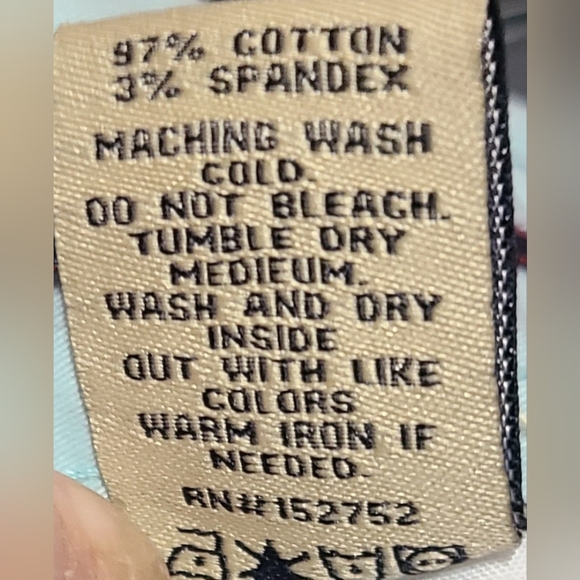 97% COTTON
3% SPANDEX
MACHING WASH
COLD.
DO NOT BLEACH.
TUMBLE DRY
MEDIEUM.
WASH AND DRY
INSIDE
OUT WITH LIKE
COLORS
WARM IRON IF
NEEDED.
RN#152752